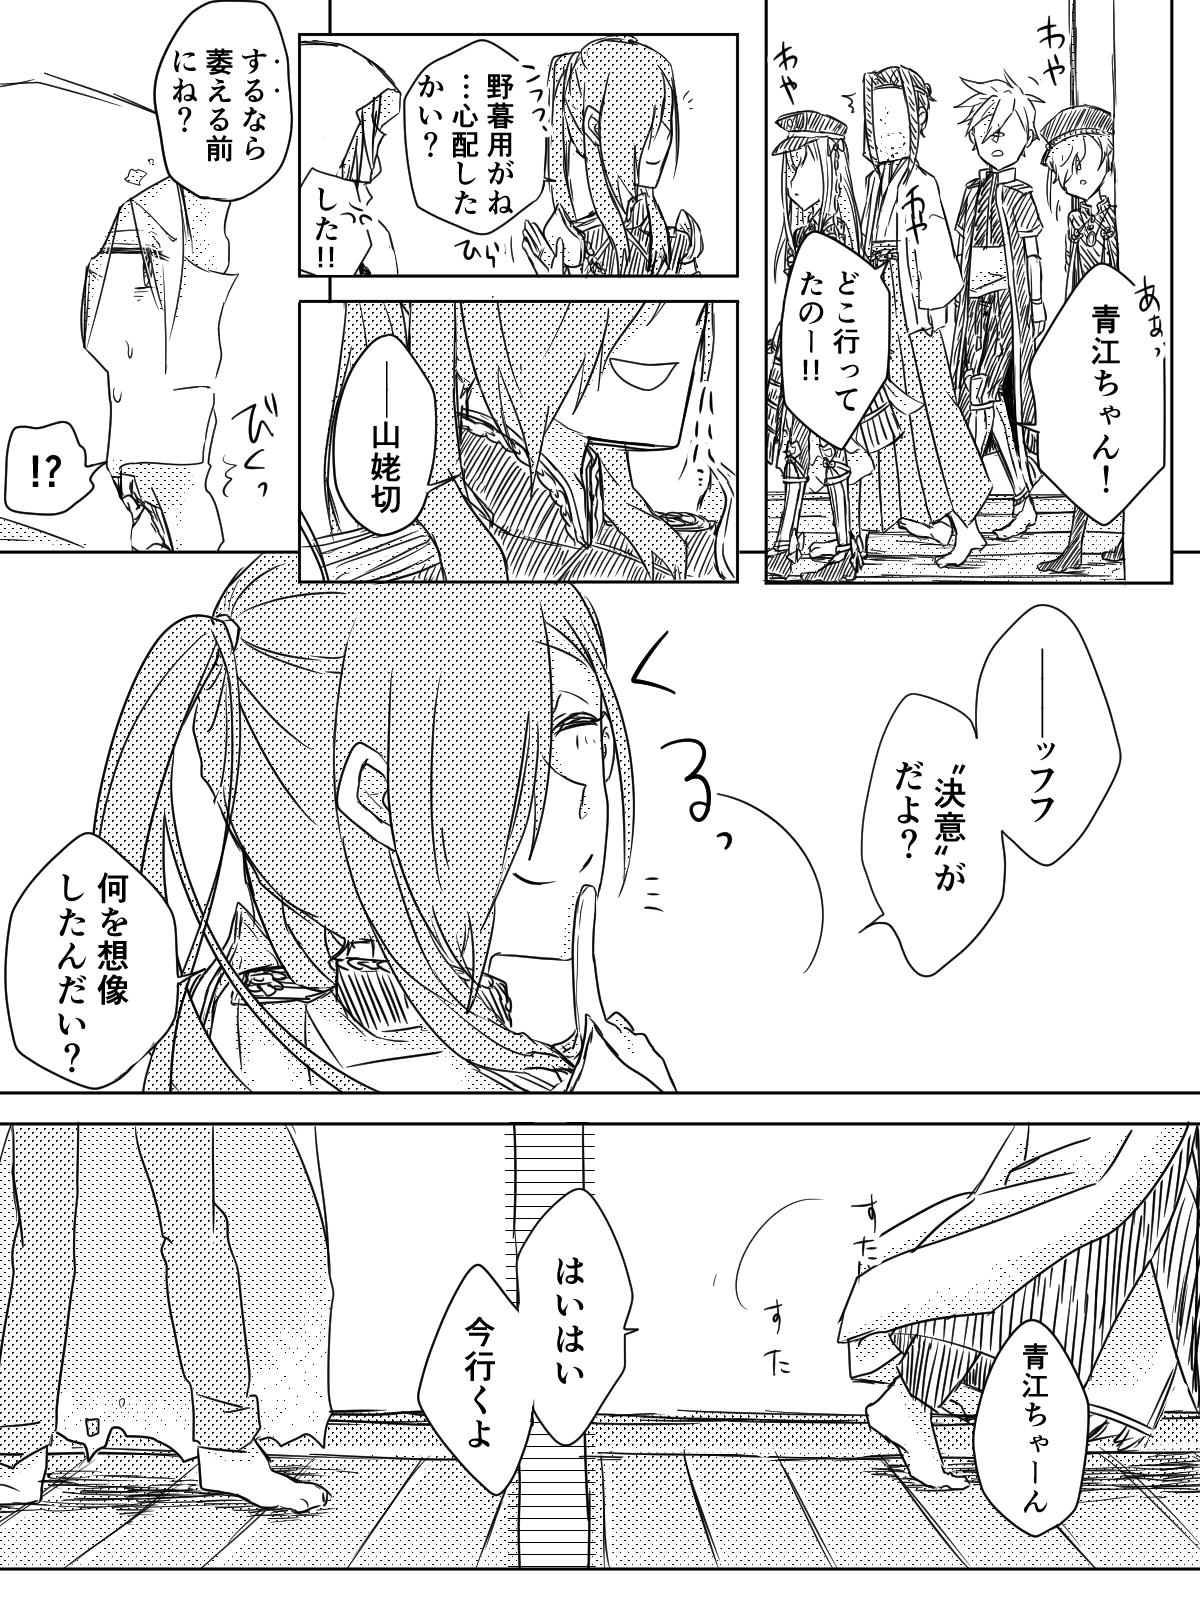 わや
わや
わや
あぁっ
青江ちゃん！
どこ行って
たのー!!
野暮用がね
…心配した
かい？
ンフフ
した!!
ひら
――山姥切
するなら
萎える前
にね？
びくっ
!?
――ッフフ
〝決意〟が
だよ？
くるっ
何を想像
したんだい？
すた
すた
青江ちゃーん
はいはい
今行くよ